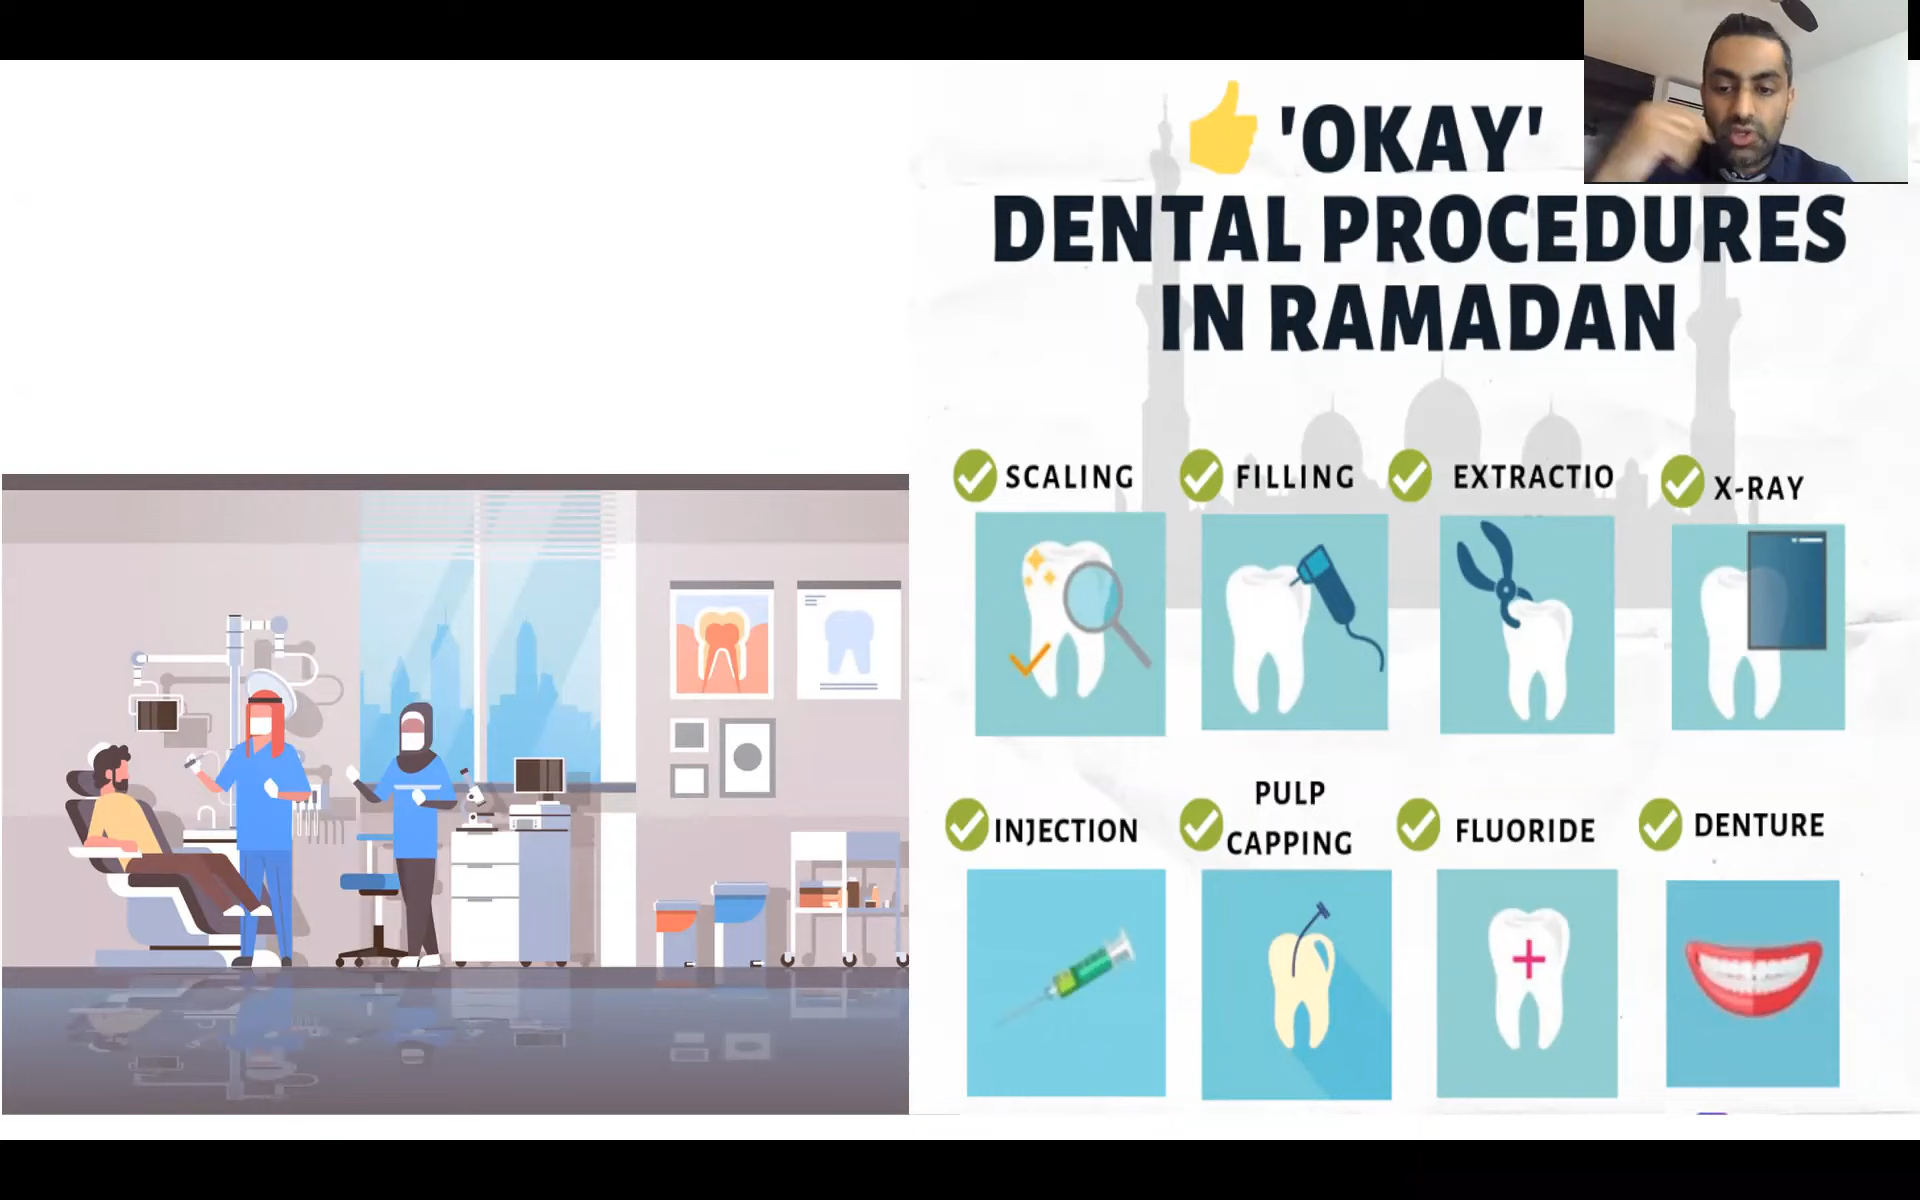 'OKAY'
DENTAL PROCEDURES
IN RAMADAN
SCALING
FILLING
EXTRACTIO
X-RAY
INJECTION
PULP
CAPPING
FLUORIDE
DENTURE